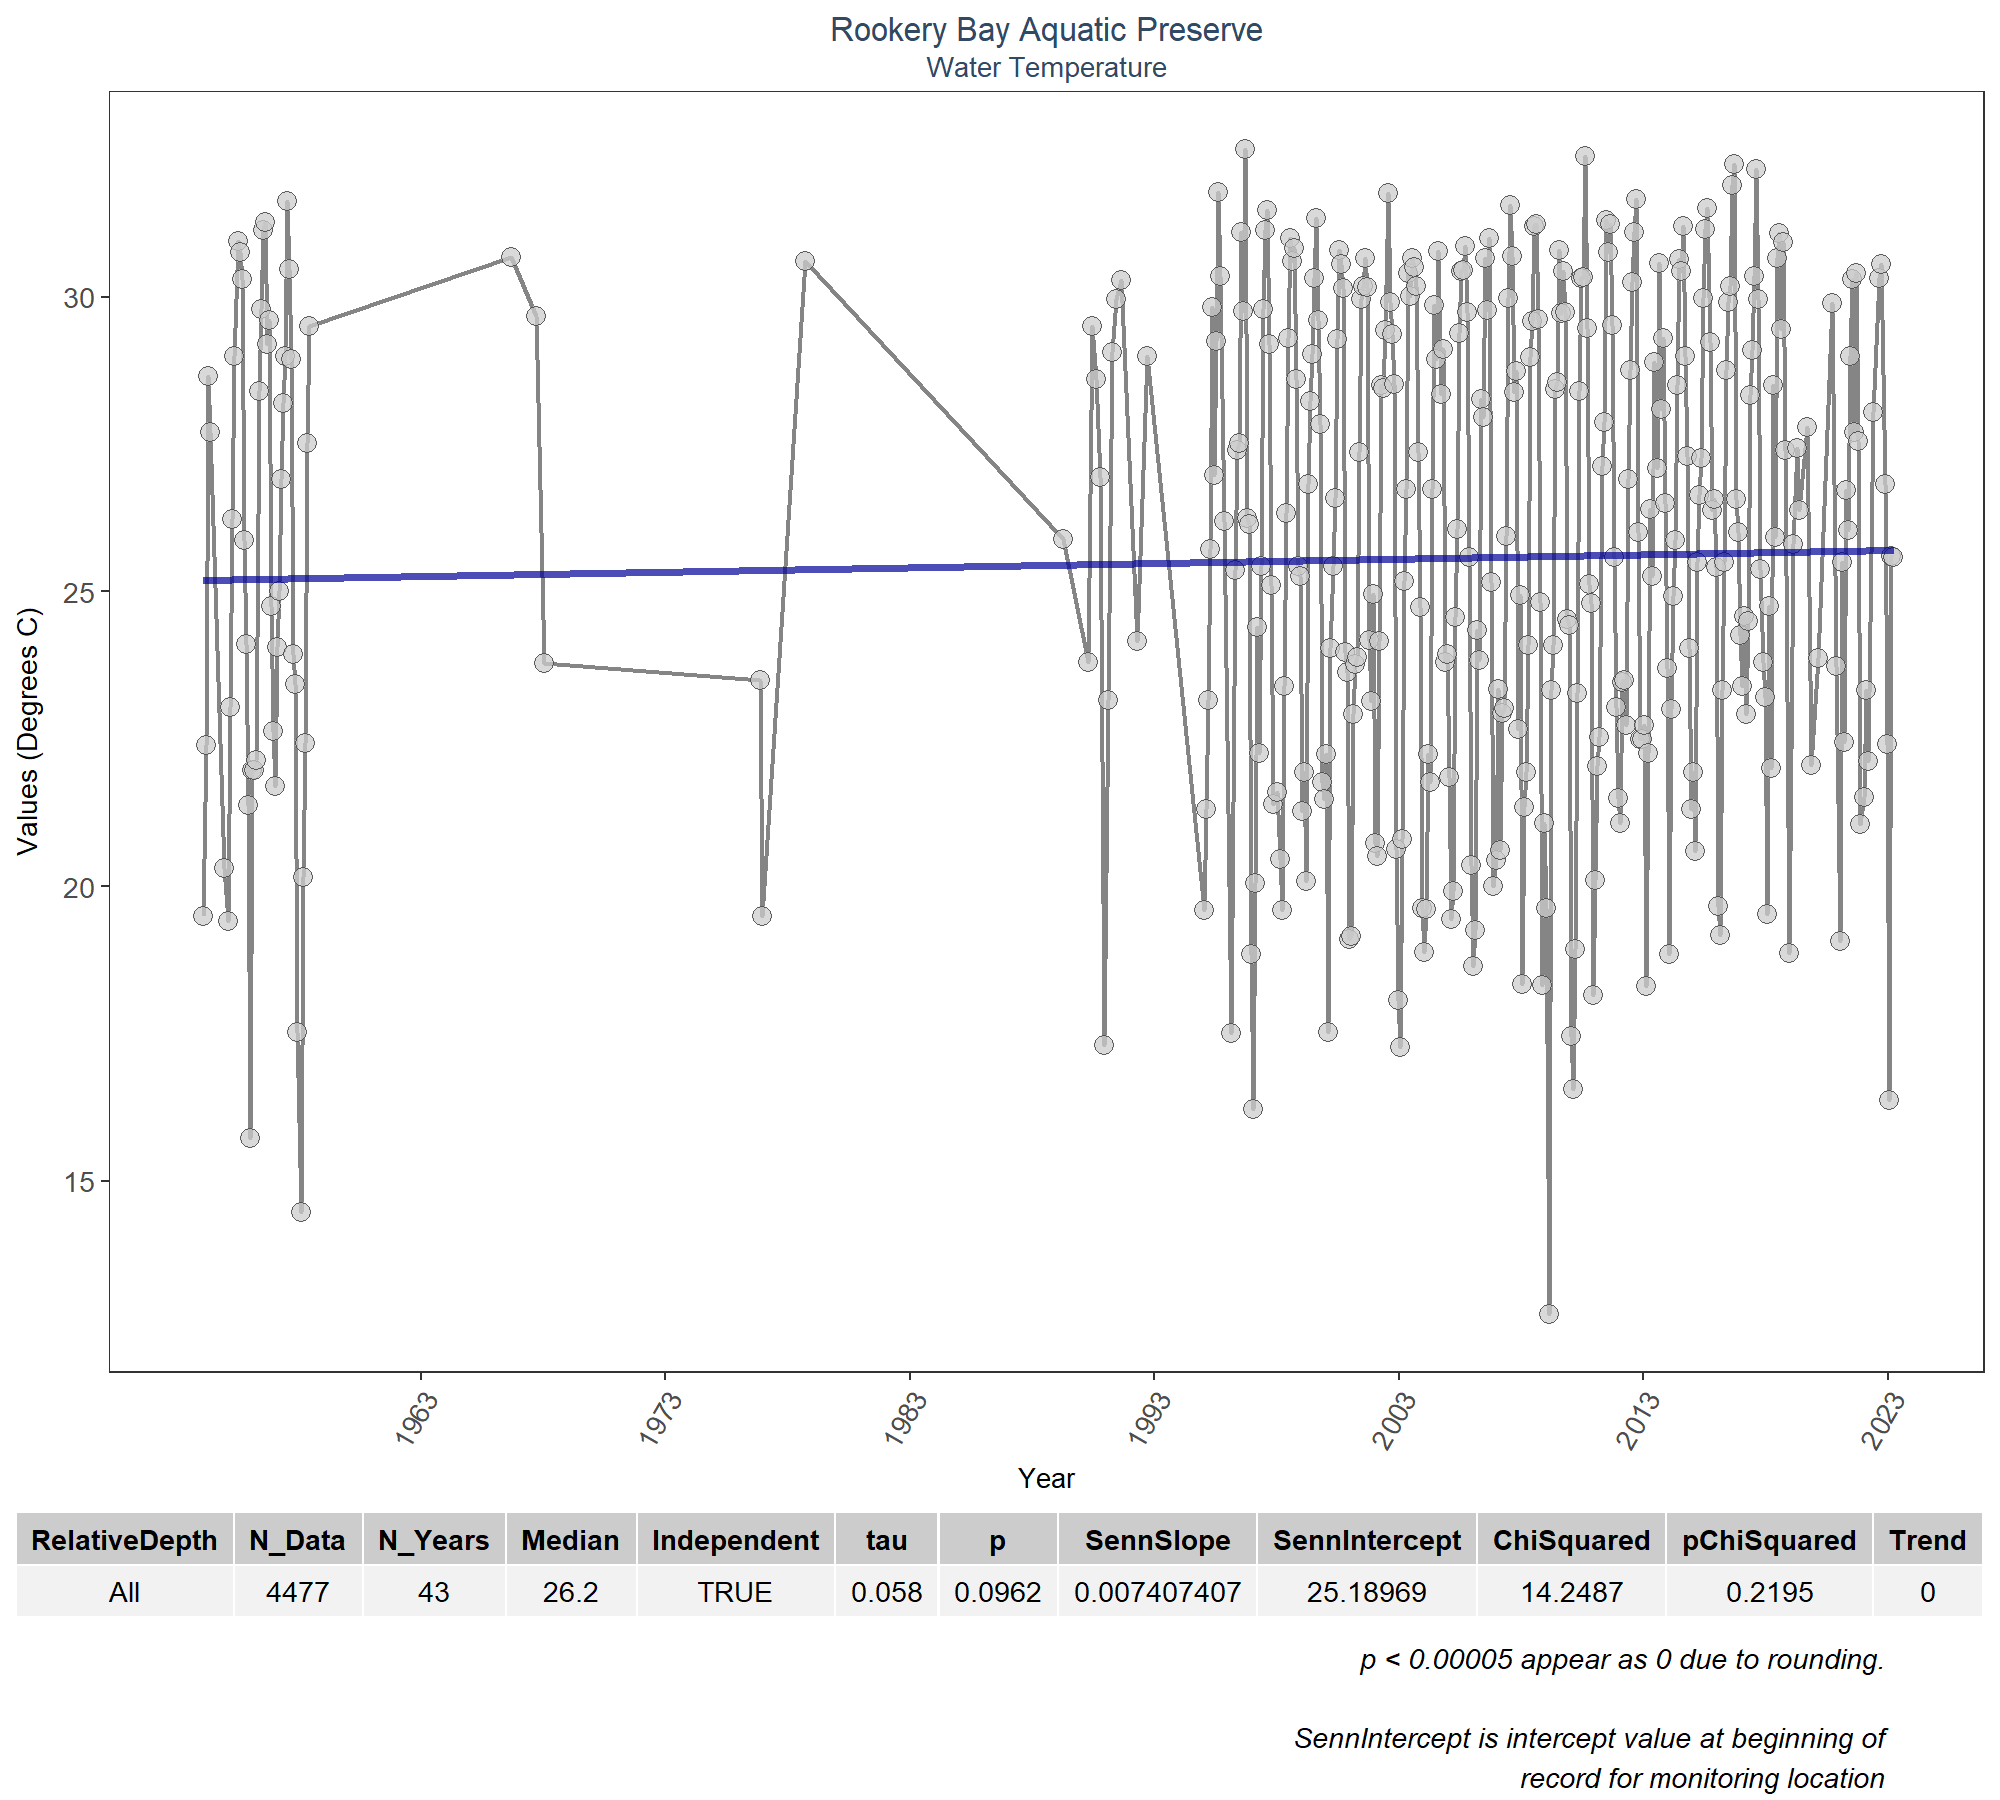 Rookery Bay Aquatic Preserve
Water Temperature
Values (Degrees C)
30
25
20
15
1963
1973
1983
1993
2003
2013
2023
Year
RelativeDepth N_Data N_Years Median Independent tau p SennSlope SennIntercept ChiSquared pChiSquared Trend
All 4477 43 26.2 TRUE 0.058 0.0962 0.007407407 25.18969 14.2487 0.2195 0
p < 0.00005 appear as 0 due to rounding.
SennIntercept is intercept value at beginning of
record for monitoring location